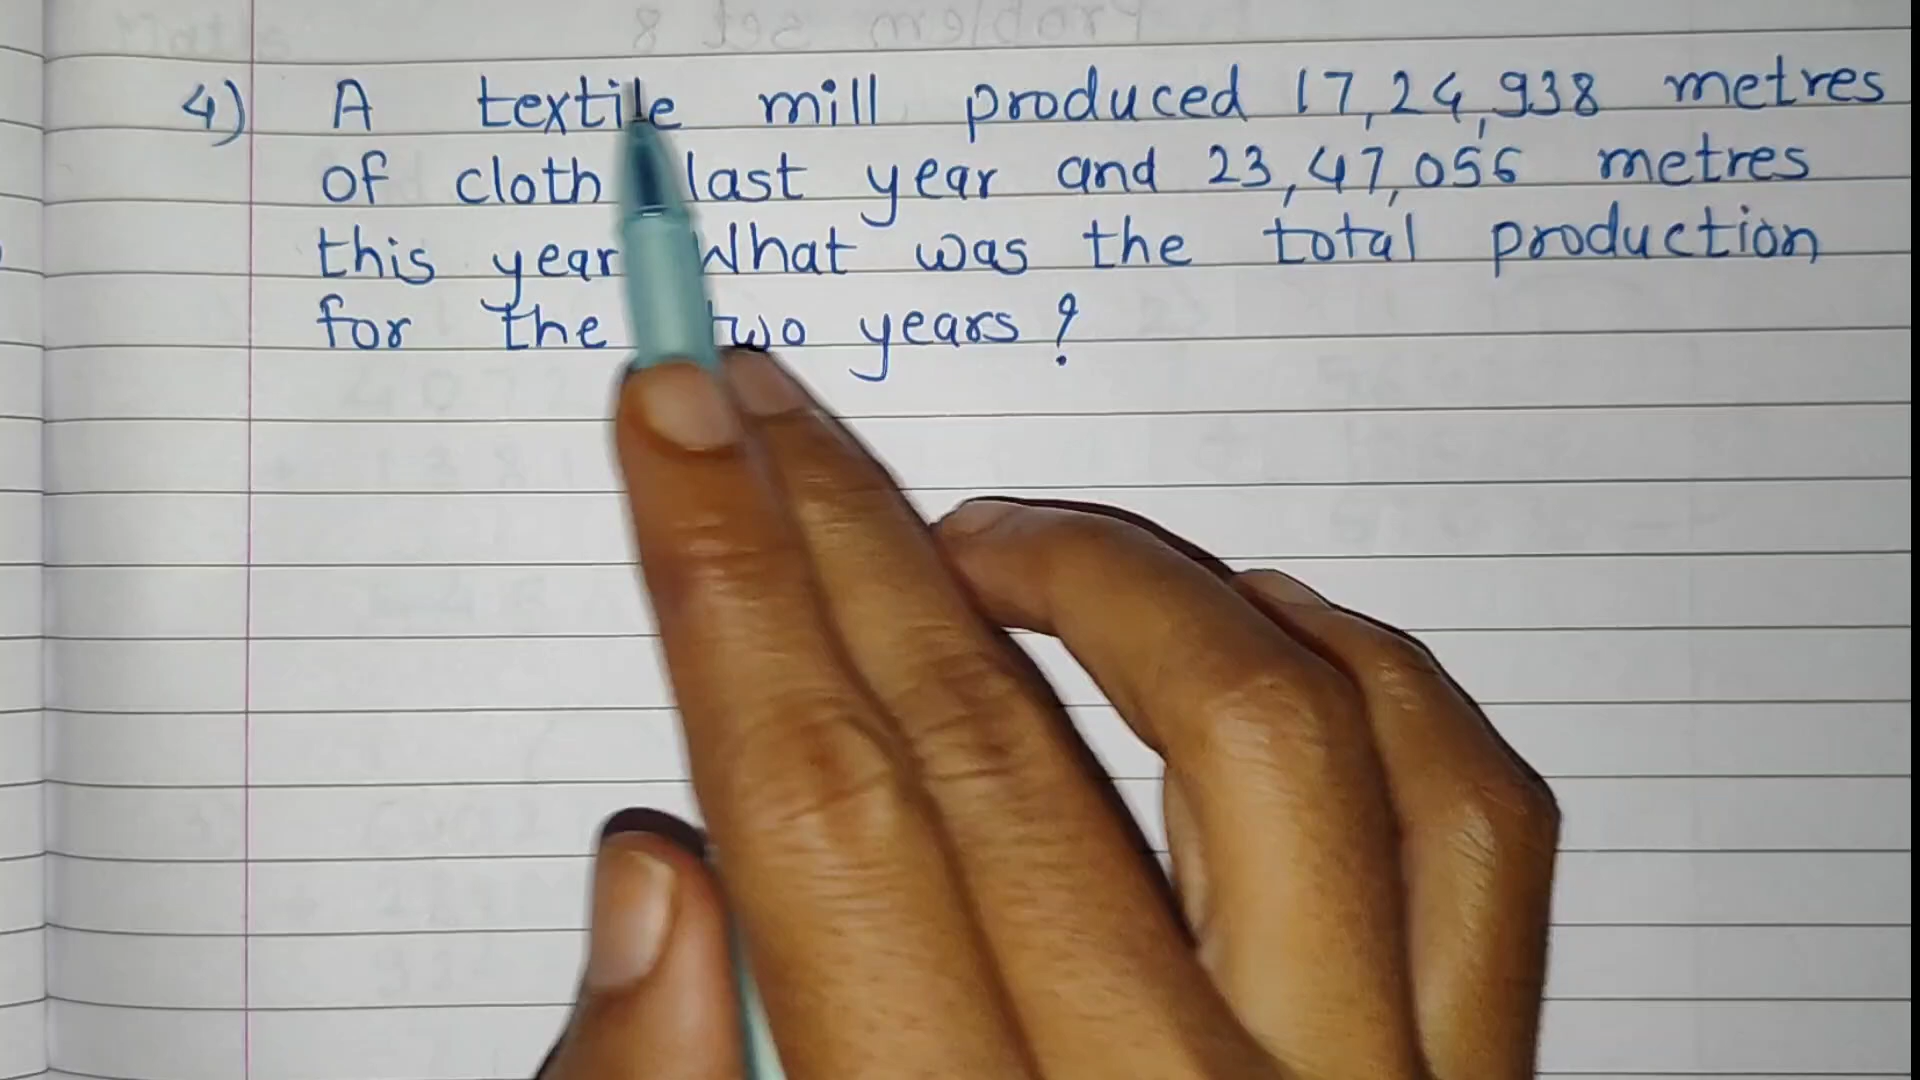 4) A textile mill produced 17,24,938 metres
of cloth last year and 23,47,056 metres
this year What was the total production
for the two years?